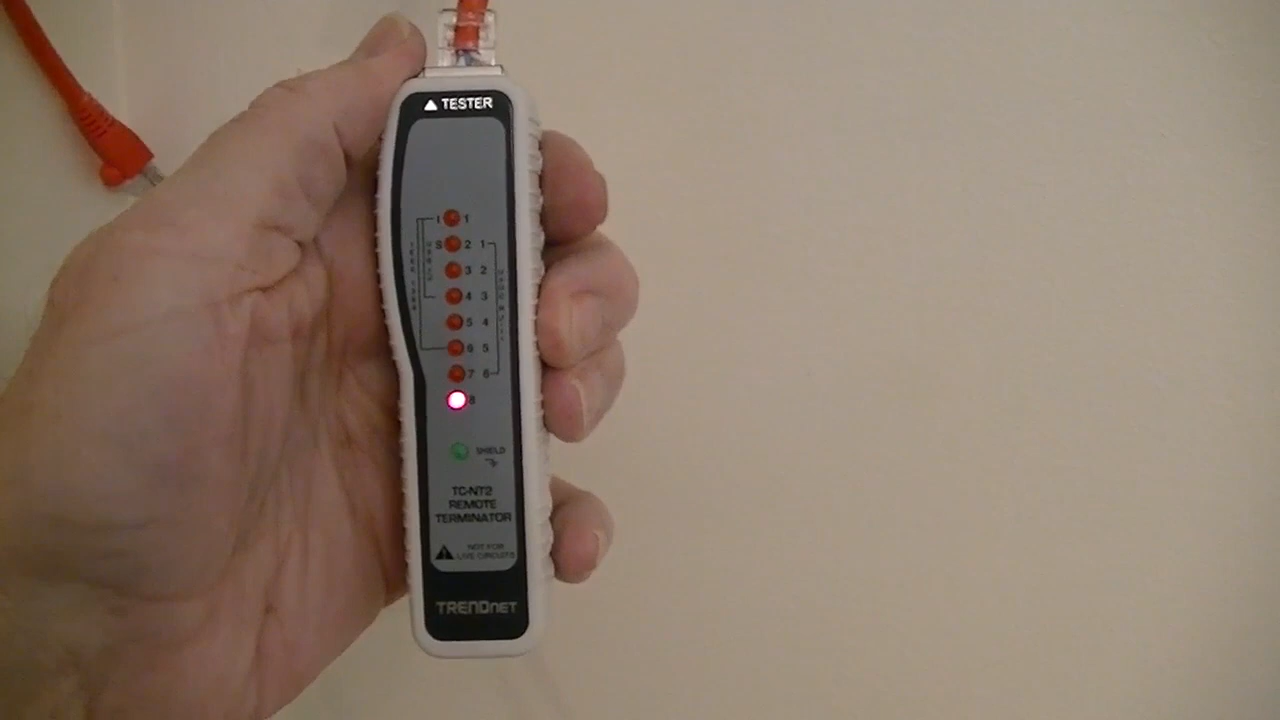 ▲ TESTER
1 1
S 2 1
3 2
4 3
5 4
6 5
7 6
8
SHIELD
TC-NT2
REMOTE
TERMINATOR
NOT FOR
LIVE CIRCUITS
TRENDNET